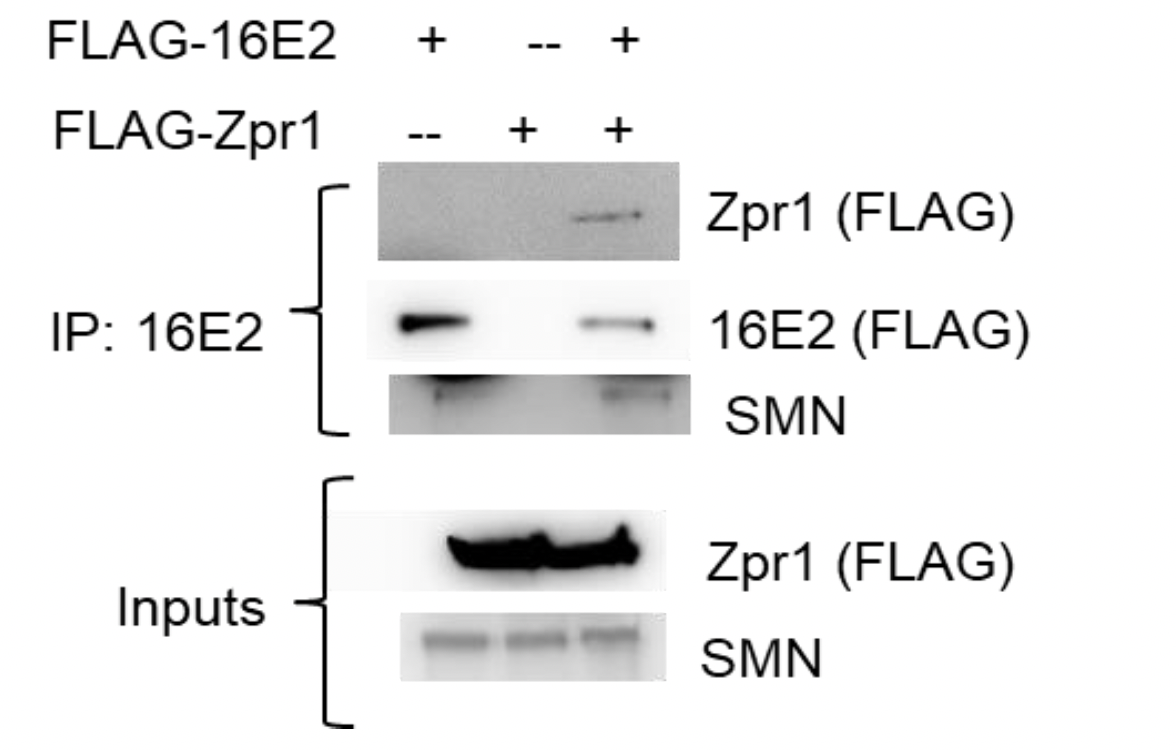 FLAG-16E2 + -- +
FLAG-Zpr1 -- + +
Zpr1 (FLAG)
IP: 16E2
16E2 (FLAG)
SMN
Zpr1 (FLAG)
Inputs
SMN